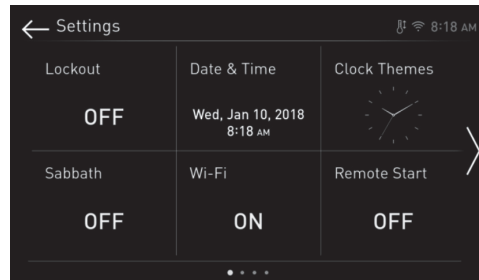 Settings
8:18 AM
Lockout
OFF
Date & Time
Wed, Jan 10, 2018
8:18 AM
Clock Themes
Sabbath
OFF
Wi-Fi
ON
Remote Start
OFF